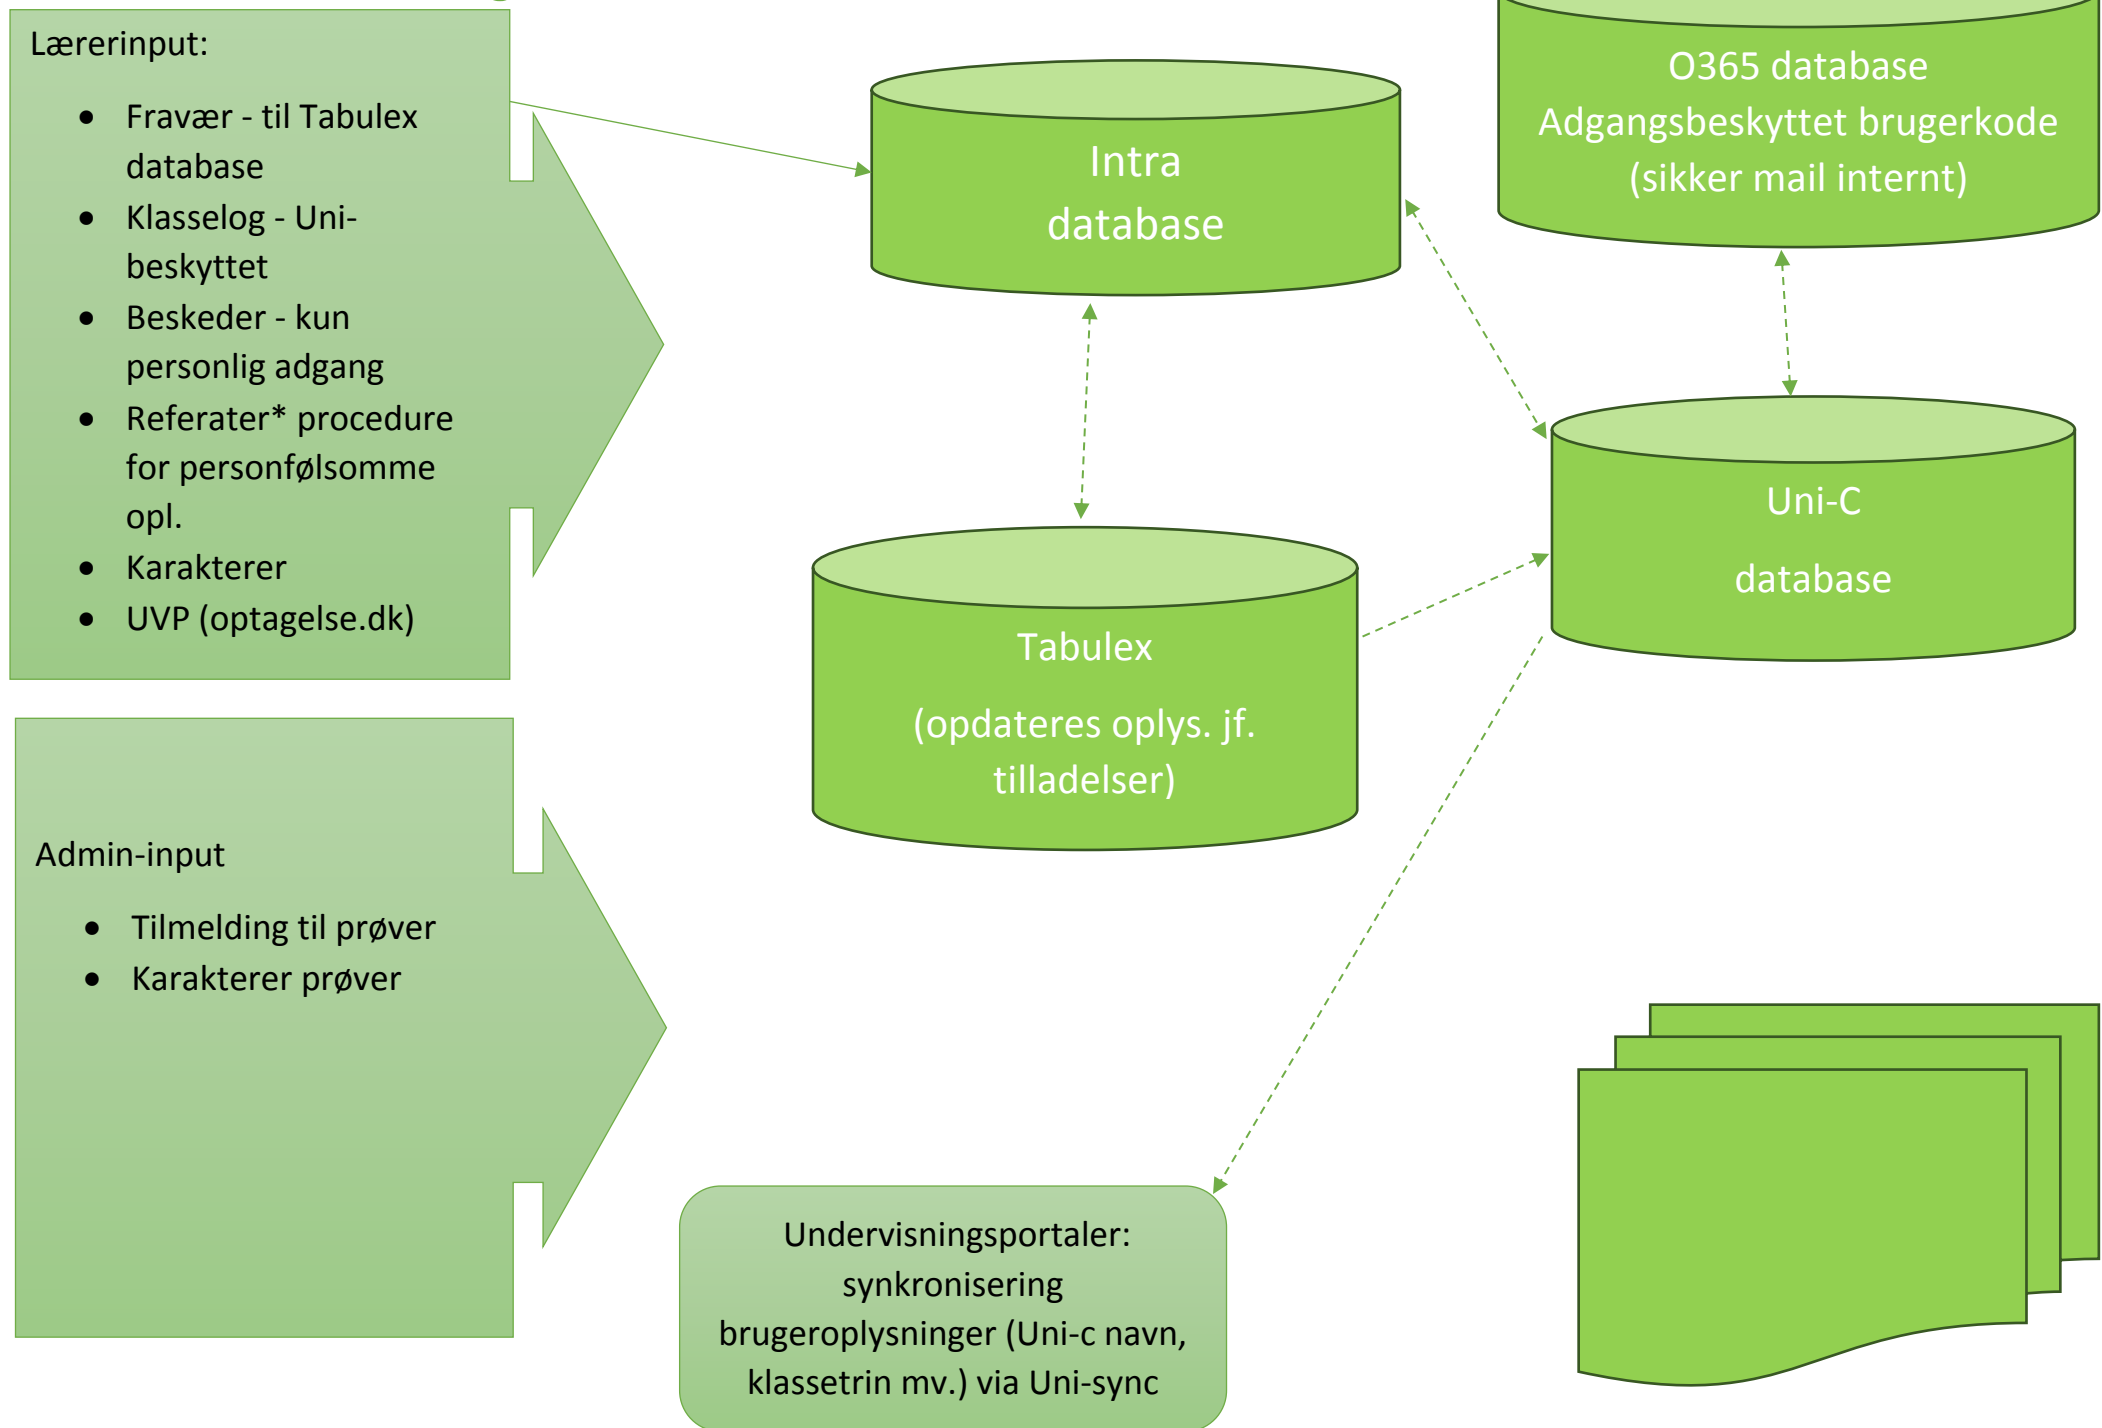 Lærerinput:
• Fravær - til Tabulex
database
• Klasselog - Uni-
beskyttet
• Beskeder - kun
personlig adgang
• Referater* procedure
for personfølsomme
opl.
• Karakterer
• UVP (optagelse.dk)
Admin-input
• Tilmelding til prøver
• Karakterer prøver
Intra
database
O365 database
Adgangsbeskyttet brugerkode
(sikker mail internt)
Tabulex
(opdateres oplys. jf.
tilladelser)
Uni-C
database
Undervisningsportaler:
synkronisering
brugeroplysninger (Uni-c navn,
klassetrin mv.) via Uni-sync